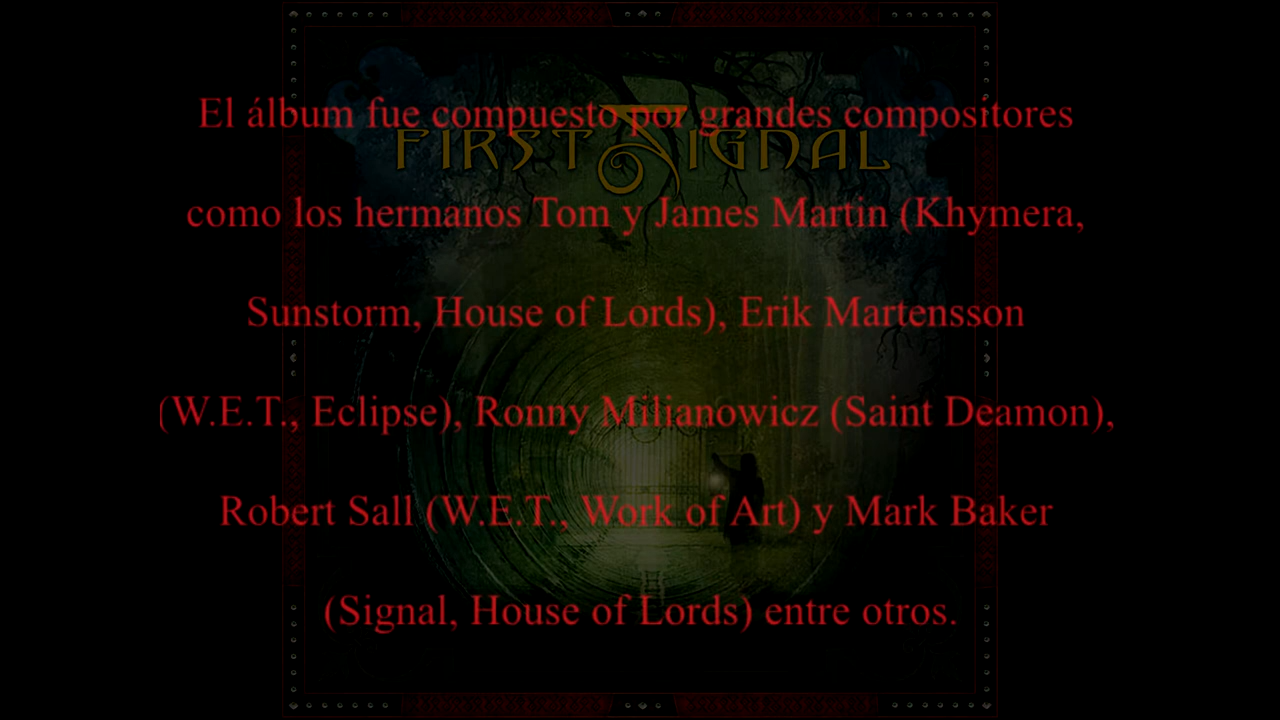 El álbum fue compuesto por grandes compositores
FIRST SIGNAL
como los hermanos Tom y James Martin (Khymera,
Sunstorm, House of Lords), Erik Martensson
(W.E.T., Eclipse), Ronny Milianowicz (Saint Deamon),
Robert Sall (W.E.T., Work of Art) y Mark Baker
(Signal, House of Lords) entre otros.